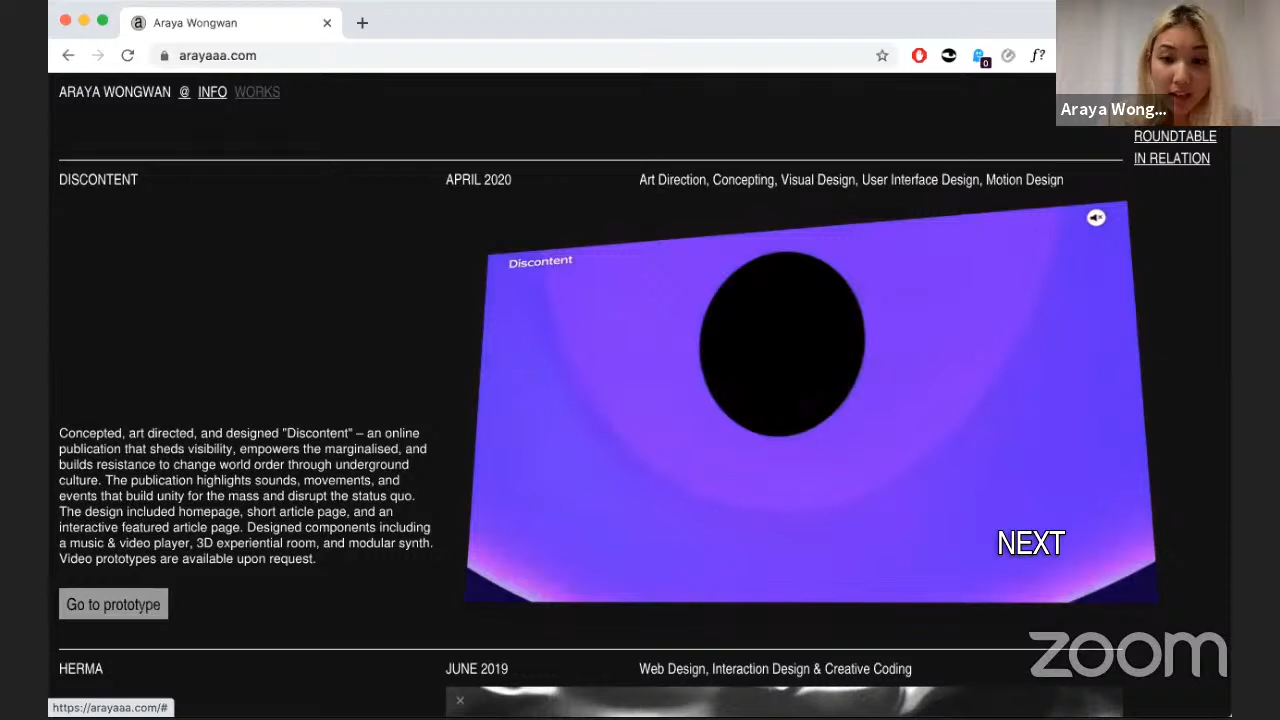 Araya Wongwan
arayaaa.com
0
f?
Araya Wong...
ARAYA WONGWAN @ INFO WORKS
ROUNDTABLE
IN RELATION
DISCONTENT
APRIL 2020
Art Direction, Concepting, Visual Design, User Interface Design, Motion Design
Discontent
Concepted, art directed, and designed "Discontent" – an online
publication that sheds visibility, empowers the marginalised, and
builds resistance to change world order through underground
culture. The publication highlights sounds, movements, and
events that build unity for the mass and disrupt the status quo.
The design included homepage, short article page, and an
interactive featured article page. Designed components including
a music & video player, 3D experiential room, and modular synth.
Video prototypes are available upon request.
NEXT
Go to prototype
zoom
HERMA
JUNE 2019
Web Design, Interaction Design & Creative Coding
https://arayaaa.com/#